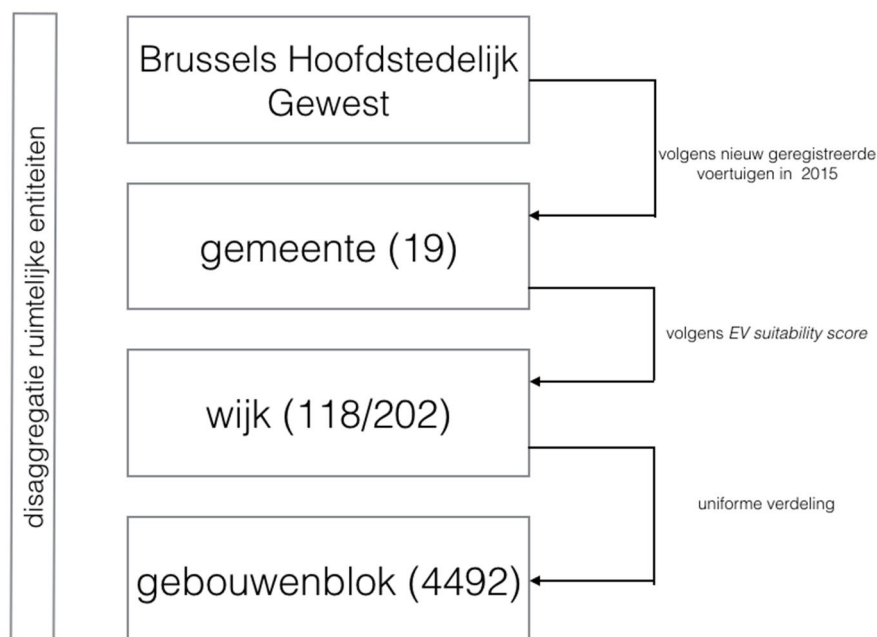 disaggregatie ruimtelijke entiteiten
Brussels Hoofdstedelijk
Gewest
volgens nieuw geregistreerde
voertuigen in 2015
gemeente (19)
volgens EV suitability score
wijk (118/202)
uniforme verdeling
gebouwenblok (4492)